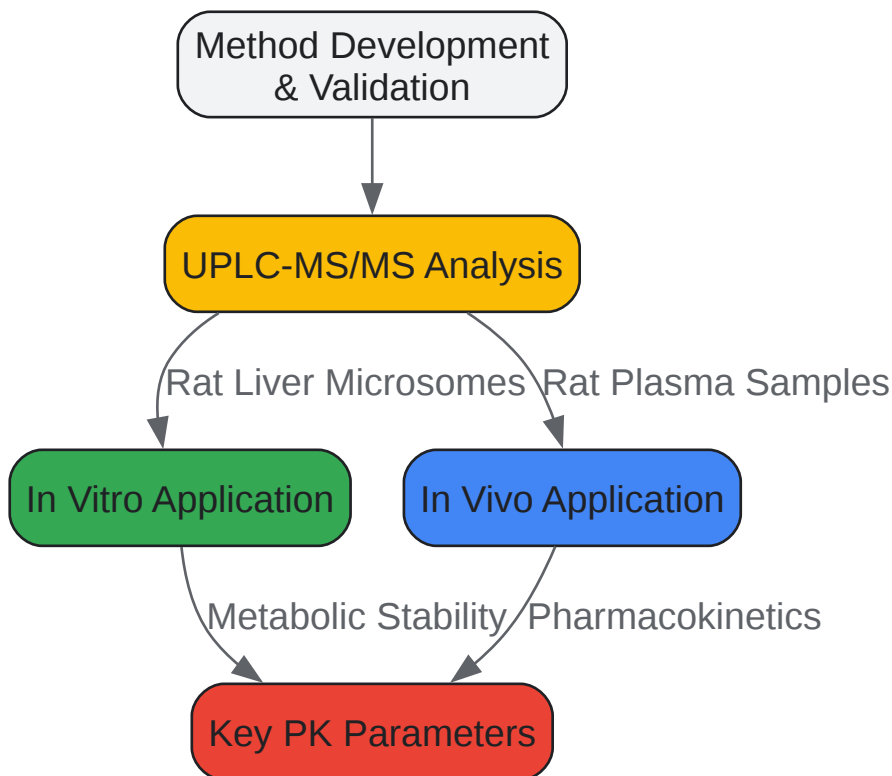 Method Development
& Validation
UPLC-MS/MS Analysis
Rat Liver Microsomes
Rat Plasma Samples
In Vitro Application
In Vivo Application
Metabolic Stability
Pharmacokinetics
Key PK Parameters